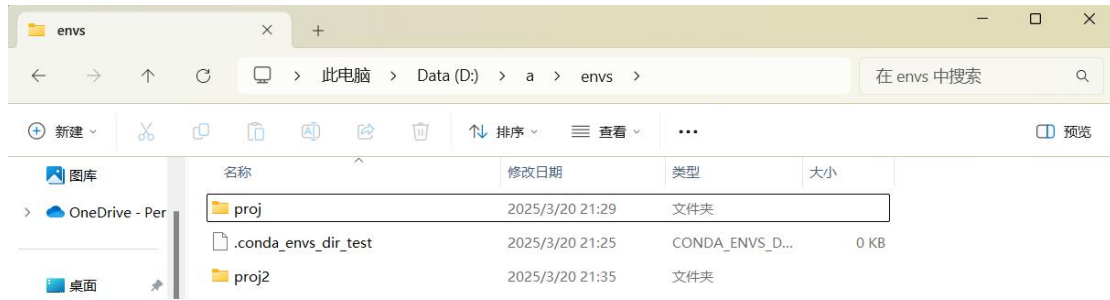 envs
此电脑 > Data (D:) > a > envs >
在 envs 中搜索
新建
排序
查看
预览
名称 修改日期 类型 大小
图库
OneDrive - Per
桌面
proj 2025/3/20 21:29 文件夹
.conda_envs_dir_test 2025/3/20 21:25 CONDA_ENVS_D... 0 KB
proj2 2025/3/20 21:35 文件夹